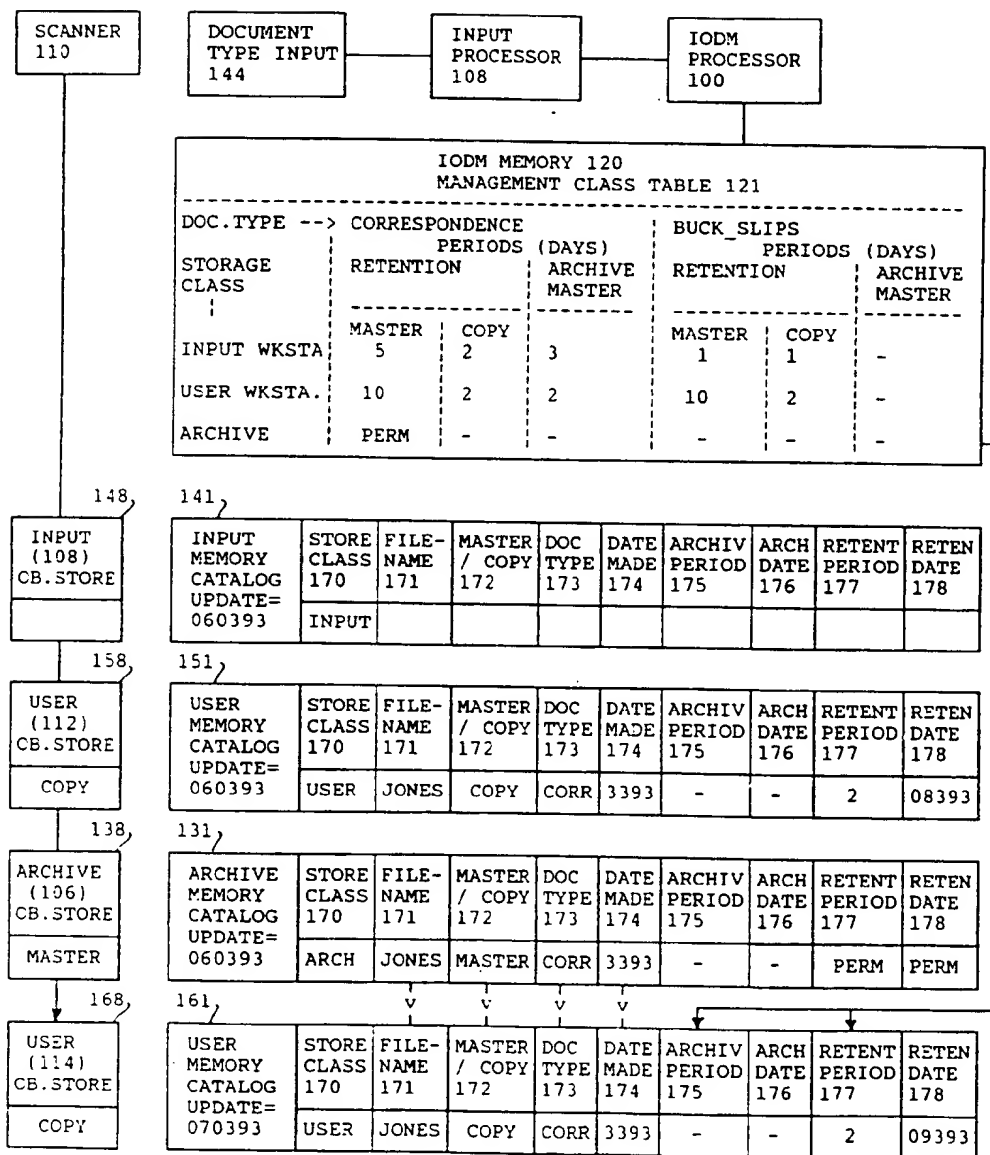 SCANNER
110
DOCUMENT
TYPE INPUT
144
INPUT
PROCESSOR
108
IODM
PROCESSOR
100
IODM MEMORY 120
MANAGEMENT CLASS TABLE 121
DOC.TYPE --> CORRESPONDENCE BUCK_SLIPS
PERIODS (DAYS) PERIODS (DAYS)
STORAGE RETENTION ARCHIVE RETENTION ARCHIVE
CLASS MASTER MASTER
MASTER COPY MASTER COPY
INPUT WKSTA 5 2 3 1 1 -
USER WKSTA. 10 2 2 10 2 -
ARCHIVE PERM - - - - -
148
INPUT
(108)
CB.STORE
141
INPUT STORE FILE- MASTER DOC DATE ARCHIV ARCH RETENT RETEN
MEMORY CLASS NAME / COPY TYPE MADE PERIOD DATE PERIOD DATE
CATALOG 170 171 172 173 174 175 176 177 178
UPDATE=
060393 INPUT
158
USER
(112)
CB.STORE
COPY
151
USER STORE FILE- MASTER DOC DATE ARCHIV ARCH RETENT RETEN
MEMORY CLASS NAME / COPY TYPE MADE PERIOD DATE PERIOD DATE
CATALOG 170 171 172 173 174 175 176 177 178
UPDATE=
060393 USER JONES COPY CORR 3393 - - 2 08393
138
ARCHIVE
(106)
CB.STORE
MASTER
131
ARCHIVE STORE FILE- MASTER DOC DATE ARCHIV ARCH RETENT RETEN
MEMORY CLASS NAME / COPY TYPE MADE PERIOD DATE PERIOD DATE
CATALOG 170 171 172 173 174 175 176 177 178
UPDATE=
060393 ARCH JONES MASTER CORR 3393 - - PERM PERM
v v v v
168
USER
(114)
CB.STORE
COPY
161
USER STORE FILE- MASTER DOC DATE ARCHIV ARCH RETENT RETEN
MEMORY CLASS NAME / COPY TYPE MADE PERIOD DATE PERIOD DATE
CATALOG 170 171 172 173 174 175 176 177 178
UPDATE=
070393 USER JONES COPY CORR 3393 - - 2 09393